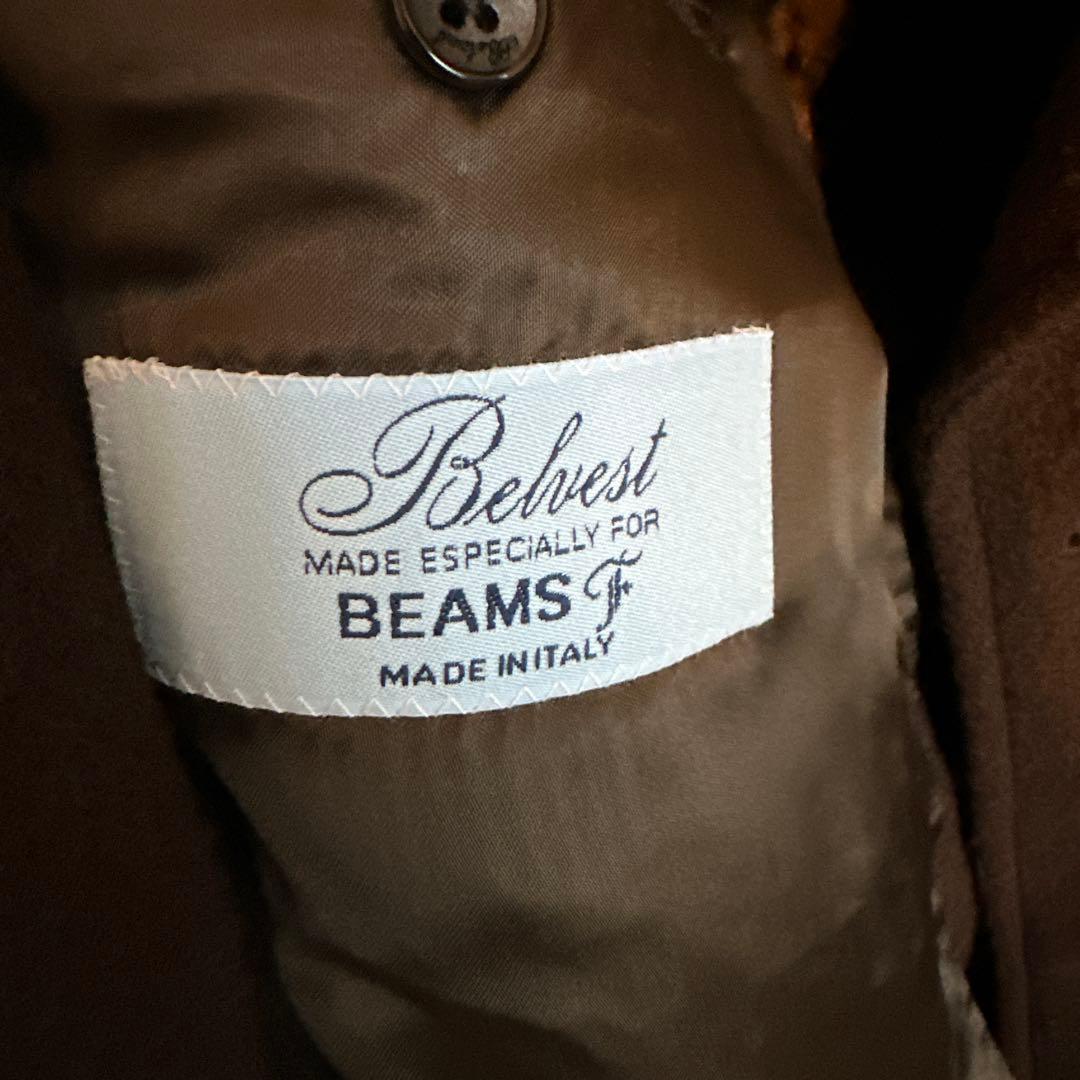 Belvest
MADE ESPECIALLY FOR
BEAMS F
MADE IN ITALY